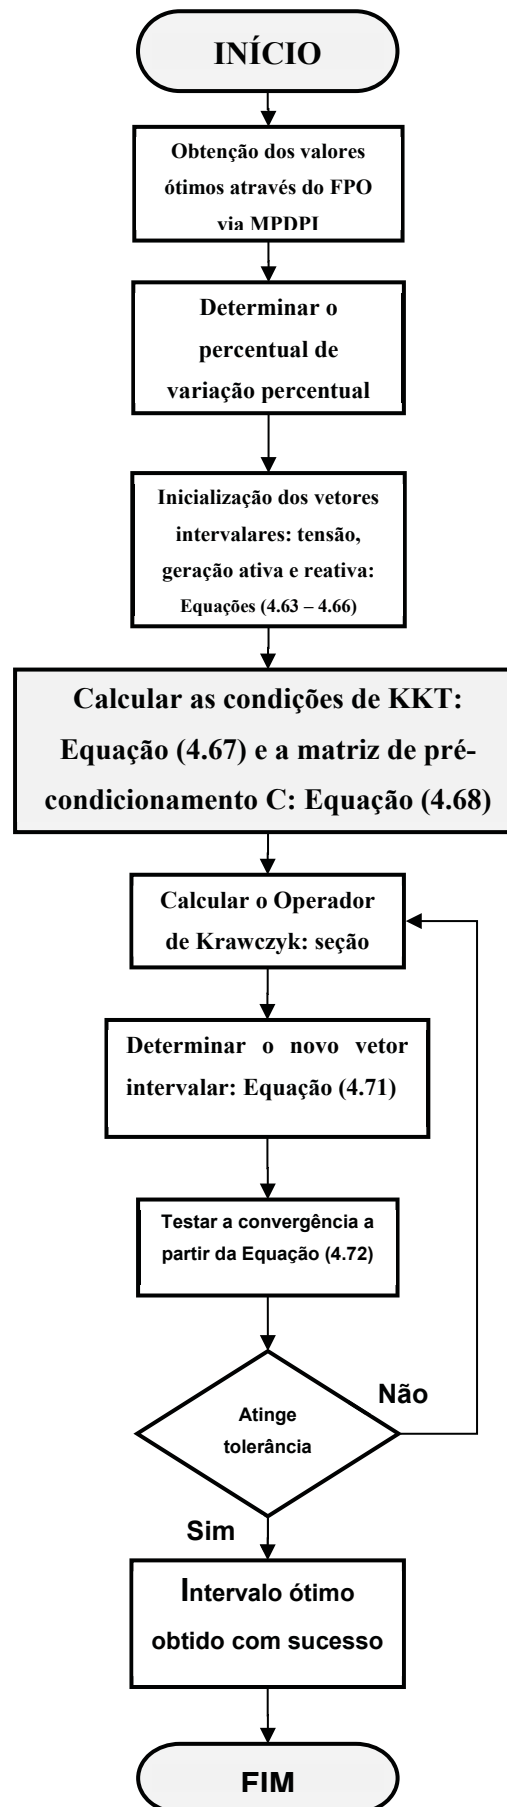 INÍCIO
Obtenção dos valores
ótimos através do FPO
via MPDPI
Determinar o
percentual de
variação percentual
Inicialização dos vetores
intervalares: tensão,
geração ativa e reativa:
Equações (4.63 – 4.66)
Calcular as condições de KKT:
Equação (4.67) e a matriz de pré-
condicionamento C: Equação (4.68)
Calcular o Operador
de Krawczyk: seção
Determinar o novo vetor
intervalar: Equação (4.71)
Testar a convergência a
partir da Equação (4.72)
Não
Atinge
tolerância
Sim
Intervalo ótimo
obtido com sucesso
FIM